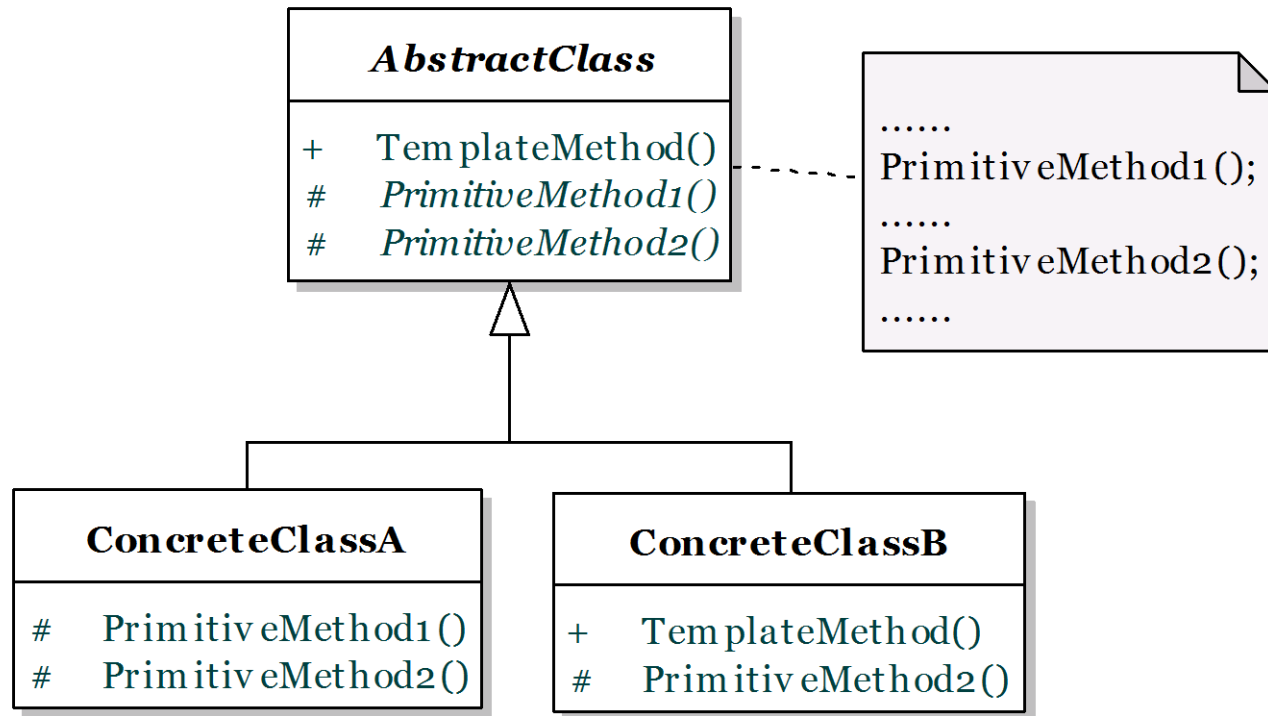 AbstractClass
+ TemplateMethod()
# PrimitiveMethod1()
# PrimitiveMethod2()
......
PrimitiveMethod1();
......
PrimitiveMethod2();
......
ConcreteClassA
# PrimitiveMethod1()
# PrimitiveMethod2()
ConcreteClassB
+ TemplateMethod()
# PrimitiveMethod2()